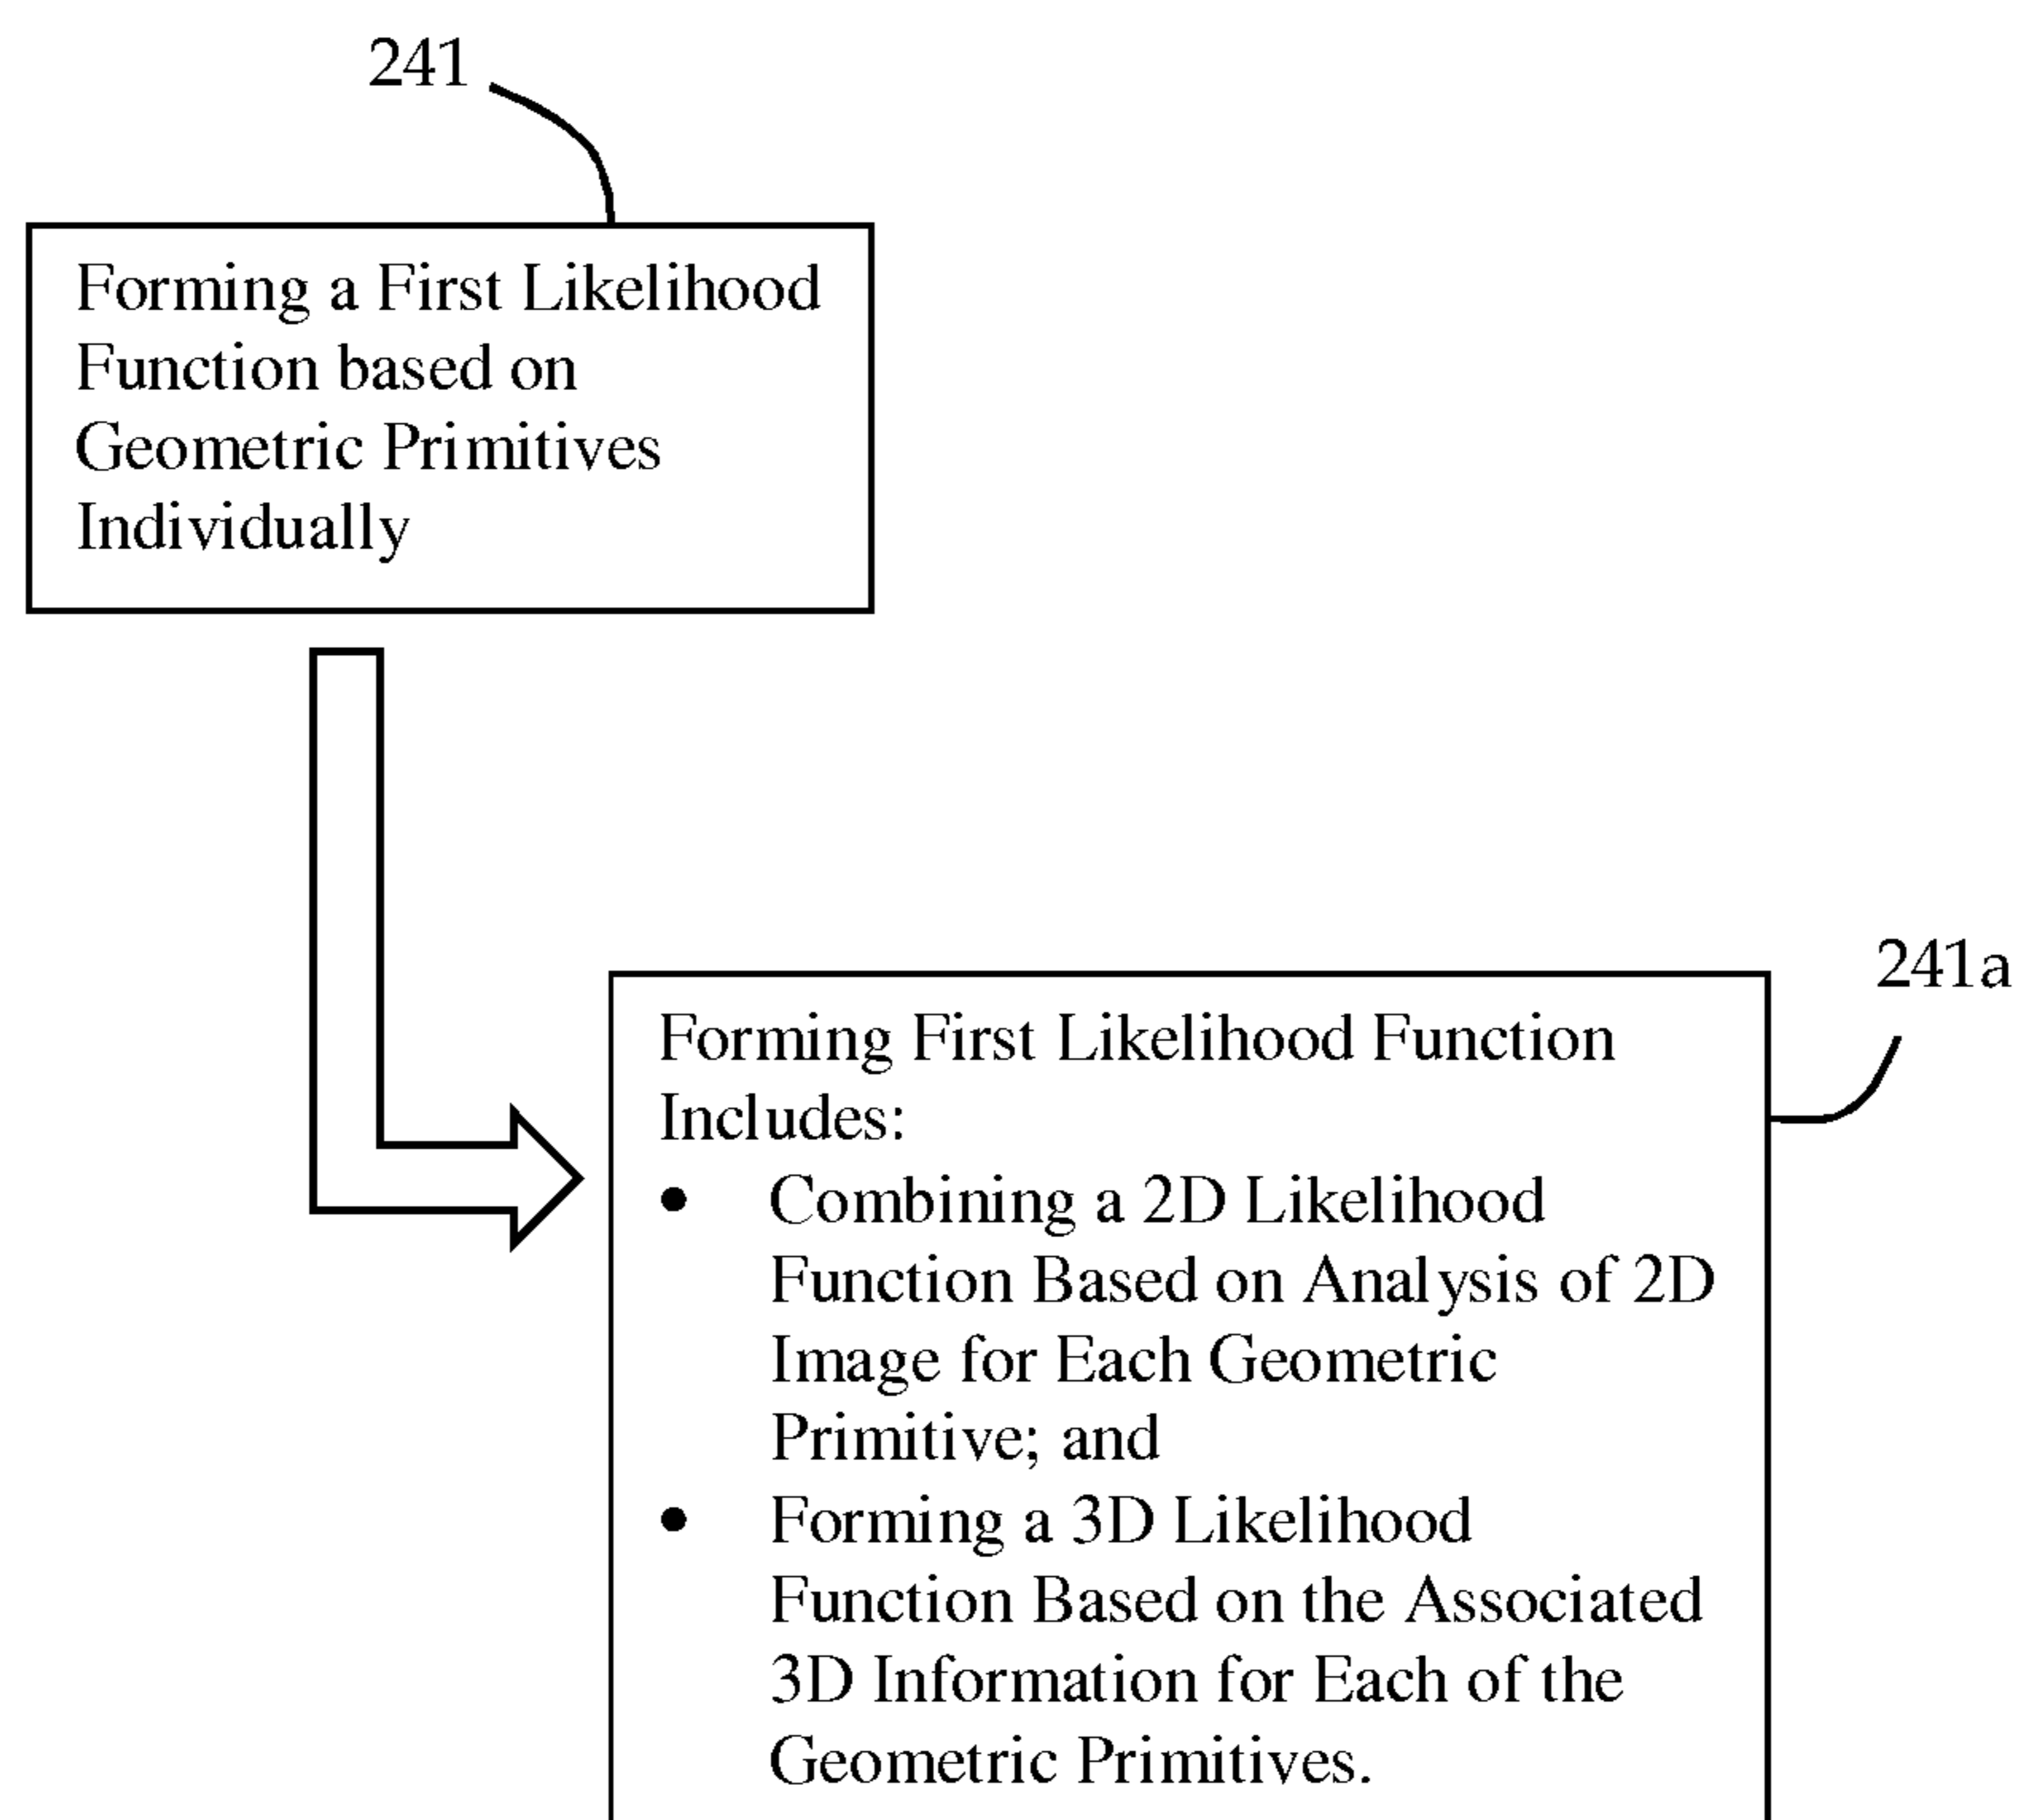 241
Forming a First Likelihood
Function based on
Geometric Primitives
Individually
241a
Forming First Likelihood Function
Includes:
• Combining a 2D Likelihood
Function Based on Analysis of 2D
Image for Each Geometric
Primitive; and
• Forming a 3D Likelihood
Function Based on the Associated
3D Information for Each of the
Geometric Primitives.